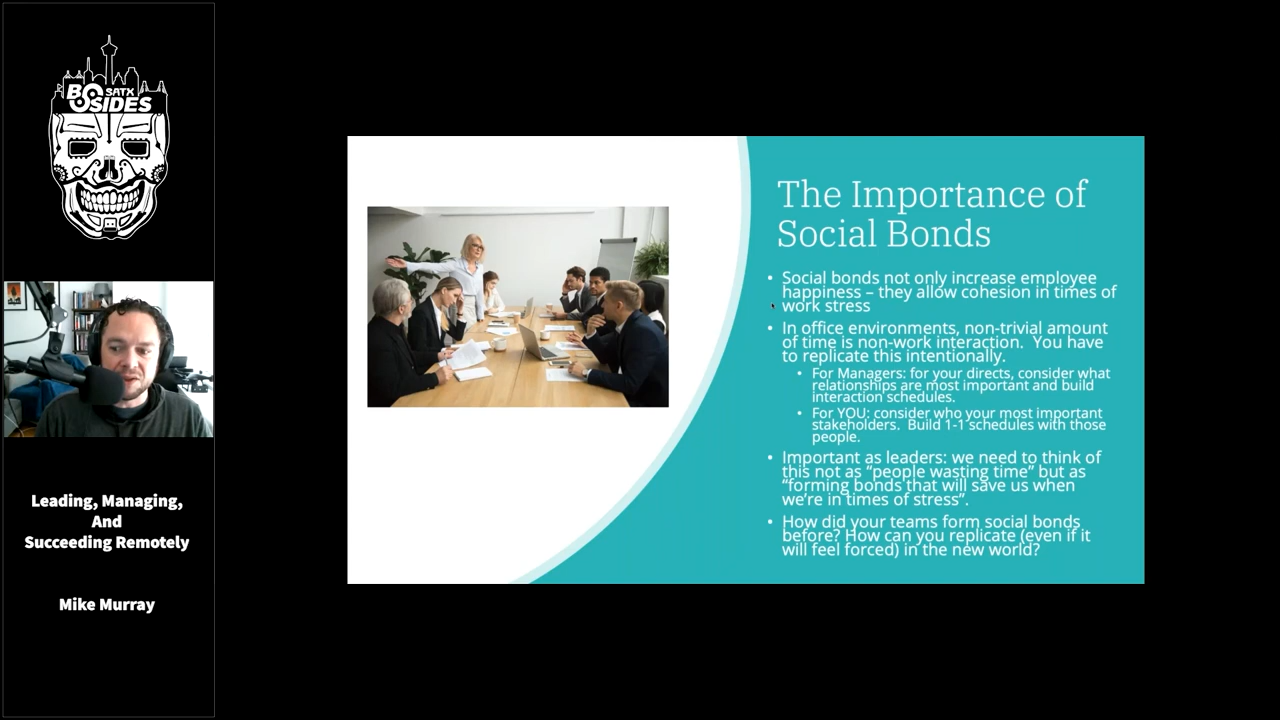 BSIDES
SATX
Leading, Managing,
And
Succeeding Remotely
Mike Murray
The Importance of
Social Bonds
• Social bonds not only increase employee
happiness – they allow cohesion in times of
work stress
• In office environments, non-trivial amount
of time is non-work interaction. You have
to replicate this intentionally.
• For Managers: for your directs, consider what
relationships are most important and build
interaction schedules.
• For YOU: consider who your most important
stakeholders. Build 1-1 schedules with those
people.
• Important as leaders: we need to think of
this not as “people wasting time” but as
“forming bonds that will save us when
we’re in times of stress”.
• How did your teams form social bonds
before? How can you replicate (even if it
will feel forced) in the new world?